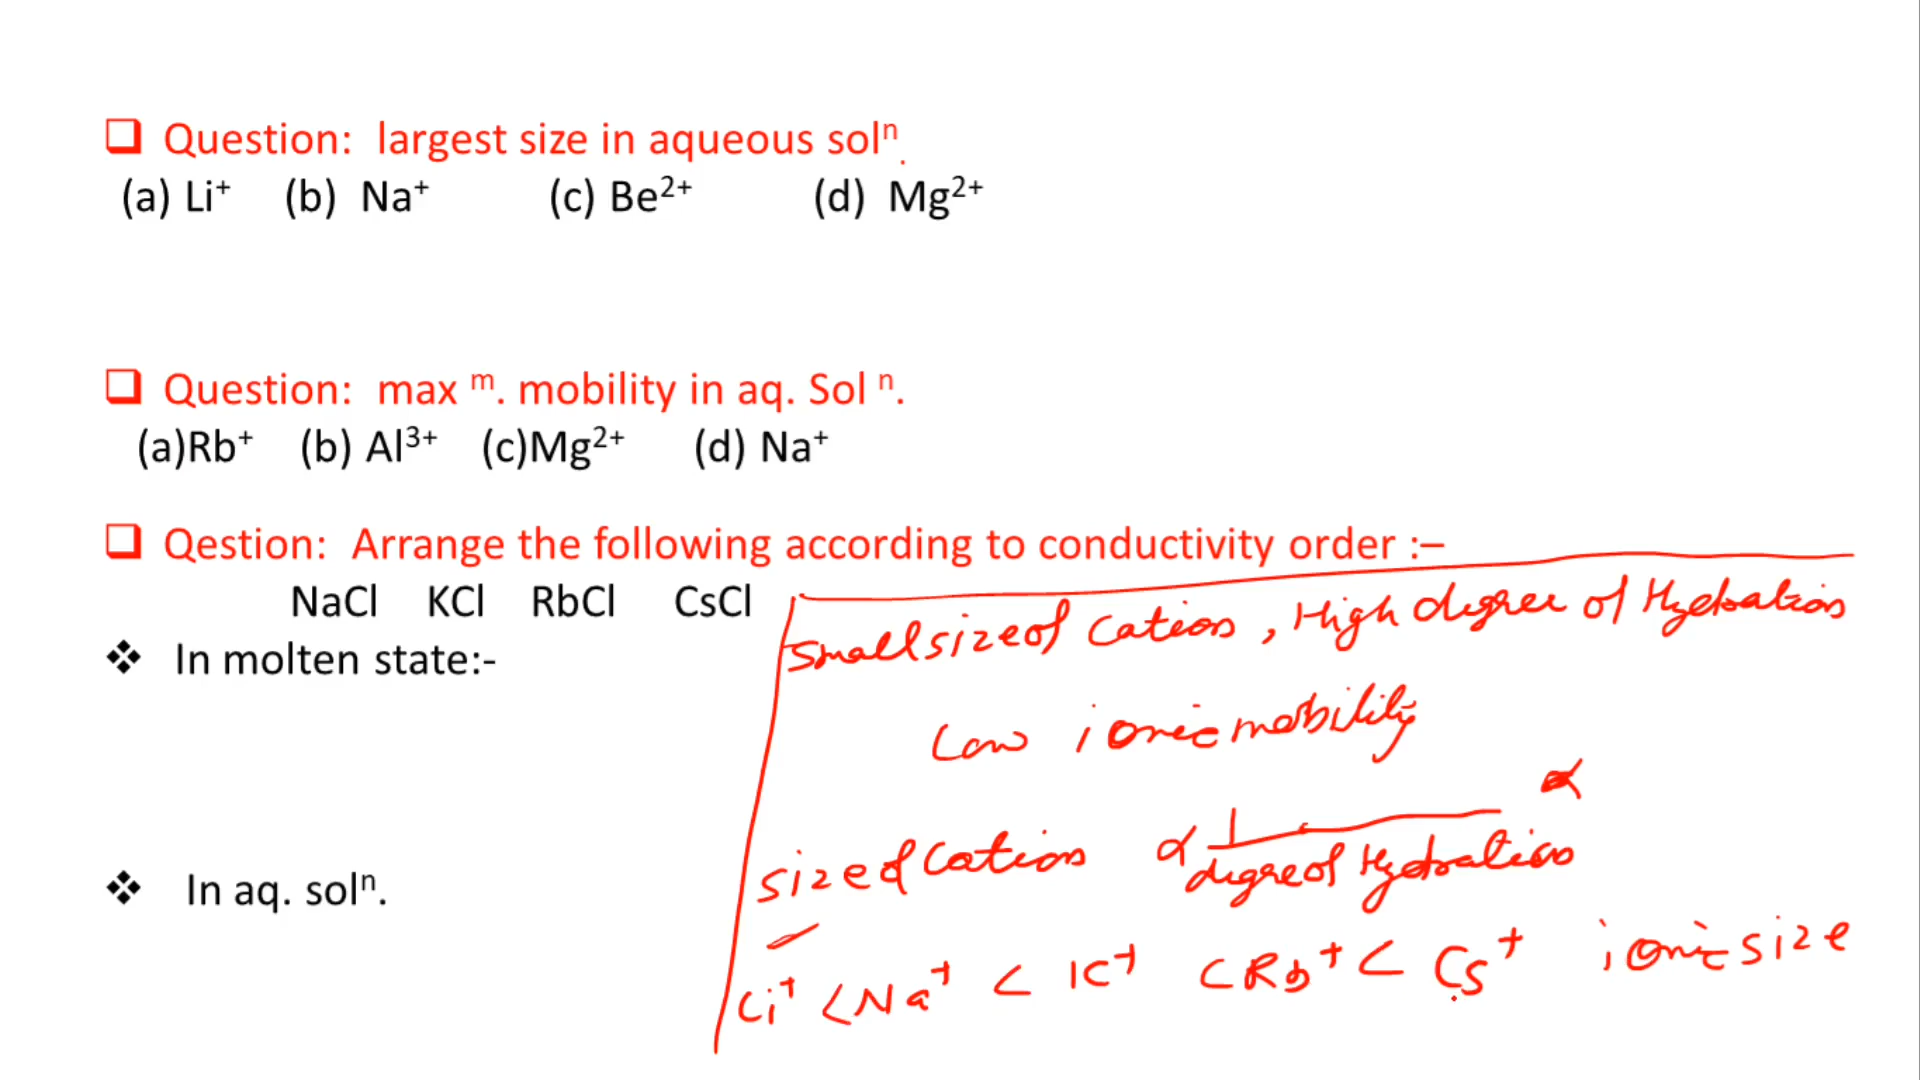 ❑ Question: largest size in aqueous solⁿ.
(a) Li⁺ (b) Na⁺ (c) Be²⁺ (d) Mg²⁺
❑ Question: max ᵐ. mobility in aq. Sol ⁿ.
(a)Rb⁺ (b) Al³⁺ (c)Mg²⁺ (d) Na⁺
❑ Qestion: Arrange the following according to conductivity order :–
NaCl KCl RbCl CsCl
❖ In molten state:-
❖ In aq. solⁿ.
Small size of Cation, High degree of Hydration
Low ionic mobility
size of Cation ∝ 1/degree of Hydration ∝
Li⁺ < Na⁺ < K⁺ < Rb⁺ < Cs⁺ ionic size